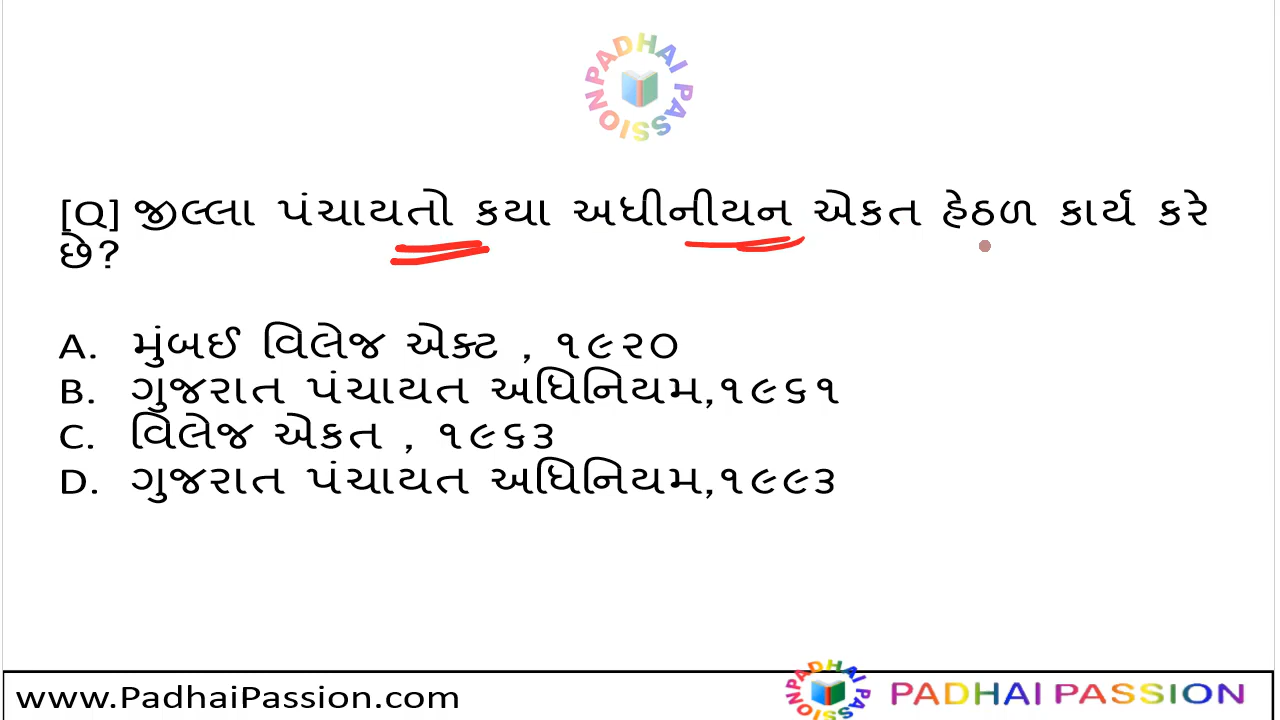 PADHAI PASSION
[Q] જીલ્લા પંચાયતો કયા અધીનીયન એકત હેઠળ કાર્ય કરે
છે?
A. મુંબઈ વિલેજ એક્ટ , ૧૯૨૦
B. ગુજરાત પંચાયત અધિનિયમ,૧૯૬૧
C. વિલેજ એકત , ૧૯૬૩
D. ગુજરાત પંચાયત અધિનિયમ,૧૯૯૩
www.PadhaiPassion.com
PADHAI PASSION
PADHAI PASSION